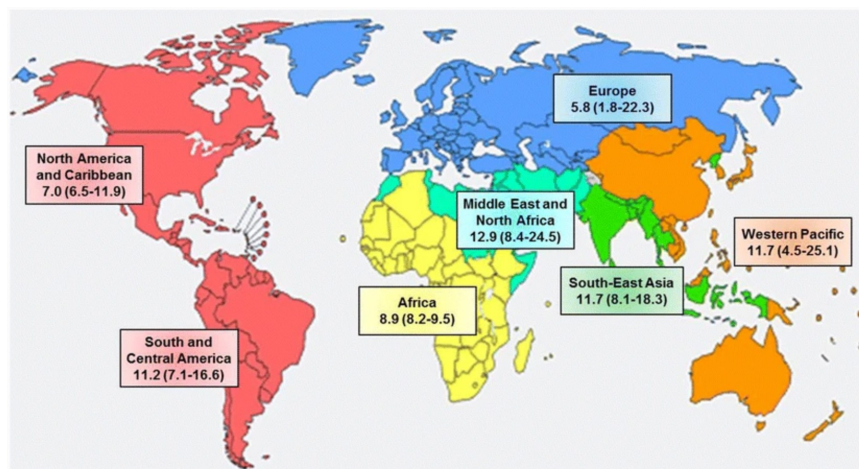 Europe
5.8 (1.8-22.3)
North America
and Caribbean
7.0 (6.5-11.9)
Middle East and
North Africa
12.9 (8.4-24.5)
Western Pacific
11.7 (4.5-25.1)
South-East Asia
11.7 (8.1-18.3)
Africa
8.9 (8.2-9.5)
South and
Central America
11.2 (7.1-16.6)